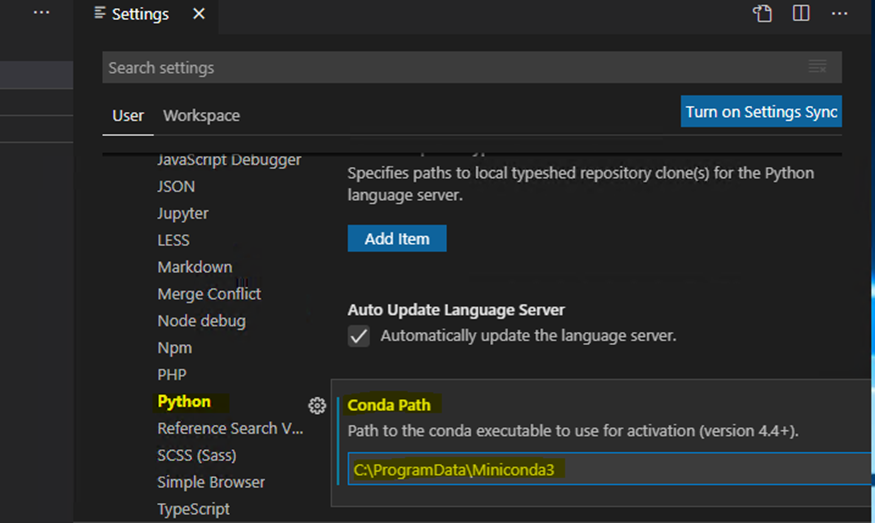 Settings
Search settings
User Workspace
Turn on Settings Sync
JavaScript Debugger
JSON
Jupyter
LESS
Markdown
Merge Conflict
Node debug
Npm
PHP
Python
Reference Search V...
SCSS (Sass)
Simple Browser
TypeScript
Specifies paths to local typeshed repository clone(s) for the Python
language server.
Add Item
Auto Update Language Server
Automatically update the language server.
Conda Path
Path to the conda executable to use for activation (version 4.4+).
C:\ProgramData\Miniconda3